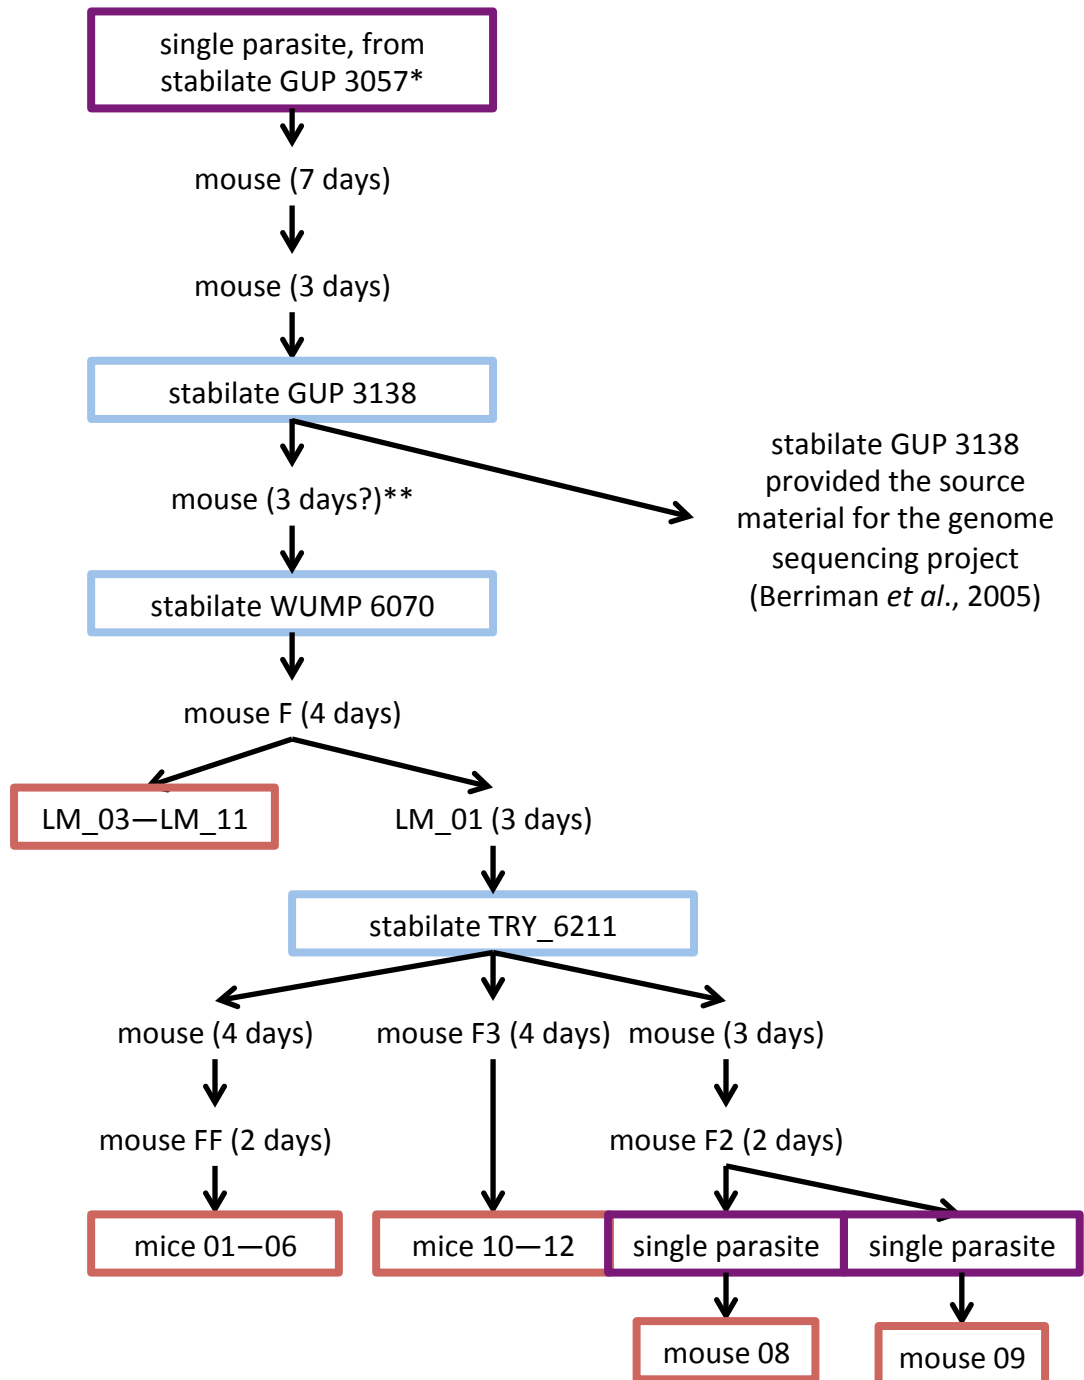 single parasite, from
stabilate GUP 3057*
mouse (7 days)
mouse (3 days)
stabilate GUP 3138
mouse (3 days?)**
stabilate GUP 3138
provided the source
material for the genome
sequencing project
(Berriman et al., 2005)
stabilate WUMP 6070
mouse F (4 days)
LM_03—LM_11
LM_01 (3 days)
stabilate TRY_6211
mouse (4 days)
mouse F3 (4 days)
mouse (3 days)
mouse FF (2 days)
mouse F2 (2 days)
mice 01—06
mice 10—12
single parasite
single parasite
mouse 08
mouse 09